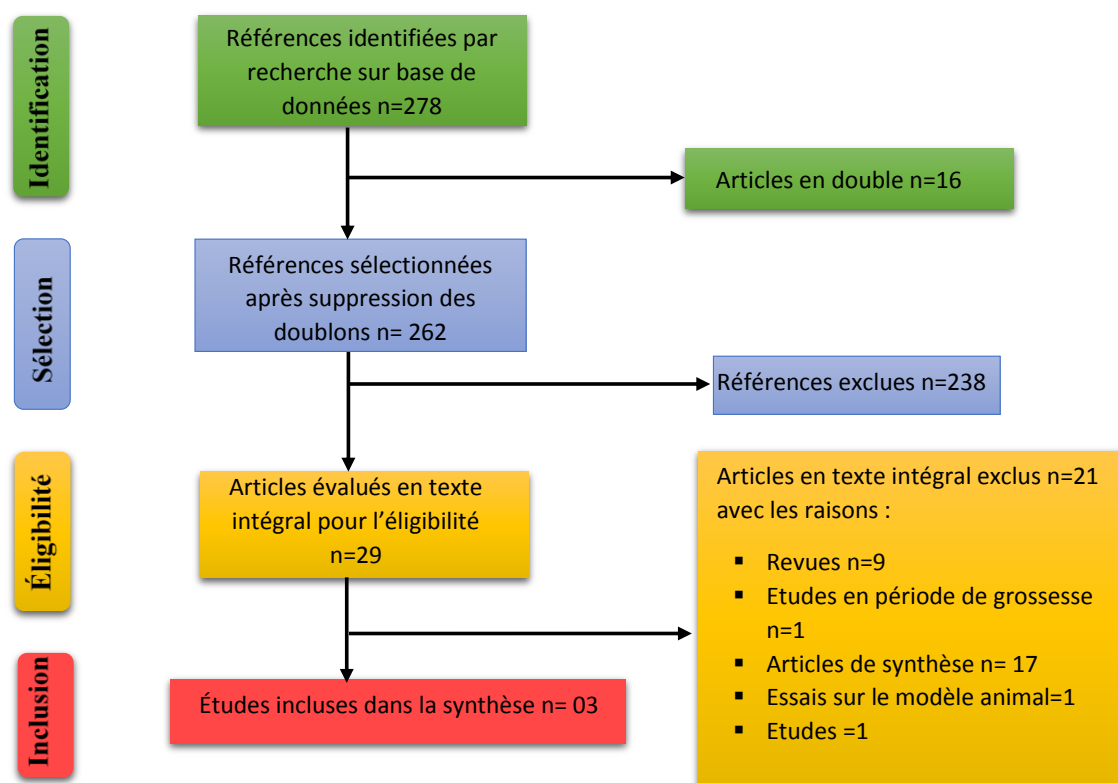 Identification
Références identifiées par
recherche sur base de
données n=278
Articles en double n=16
Sélection
Références sélectionnées
après suppression des
doublons n= 262
Références exclues n=238
Éligibilité
Articles évalués en texte
intégral pour l’éligibilité
n=29
Articles en texte intégral exclus n=21
avec les raisons :
▪ Revues n=9
▪ Etudes en période de grossesse
n=1
▪ Articles de synthèse n= 17
▪ Essais sur le modèle animal=1
▪ Etudes =1
Inclusion
Études incluses dans la synthèse n= 03